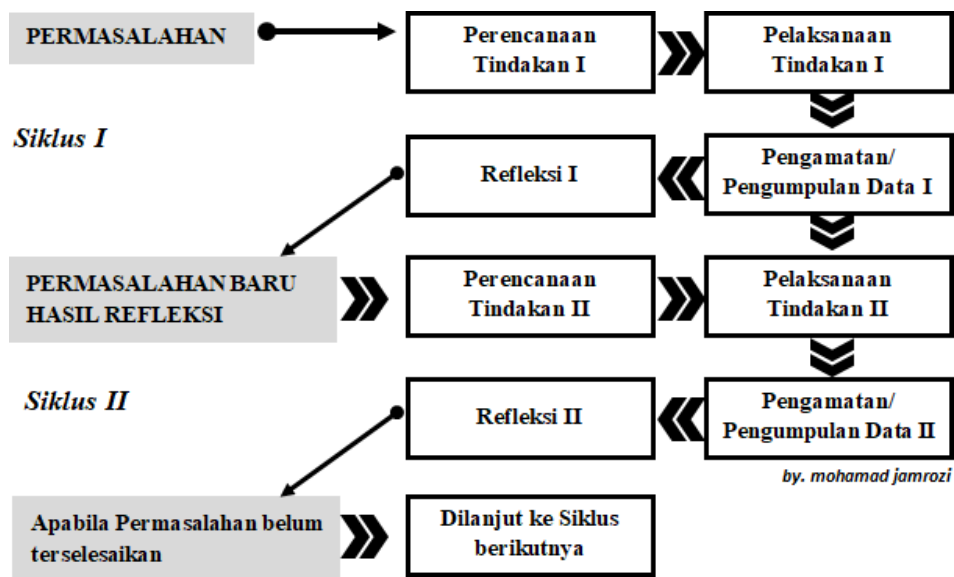 PERMASALAHAN
Perencanaan
Tindakan I
Pelaksanaan
Tindakan I
Siklus I
Refleksi I
Pengamatan/
Pengumpulan Data I
PERMASALAHAN BARU
HASIL REFLEKSI
Perencanaan
Tindakan II
Pelaksanaan
Tindakan II
Siklus II
Refleksi II
Pengamatan/
Pengumpulan Data II
by. mohamad jamrozi
Apabila Permasalahan belum
terselesaikan
Dilanjut ke Siklus
berikutnya